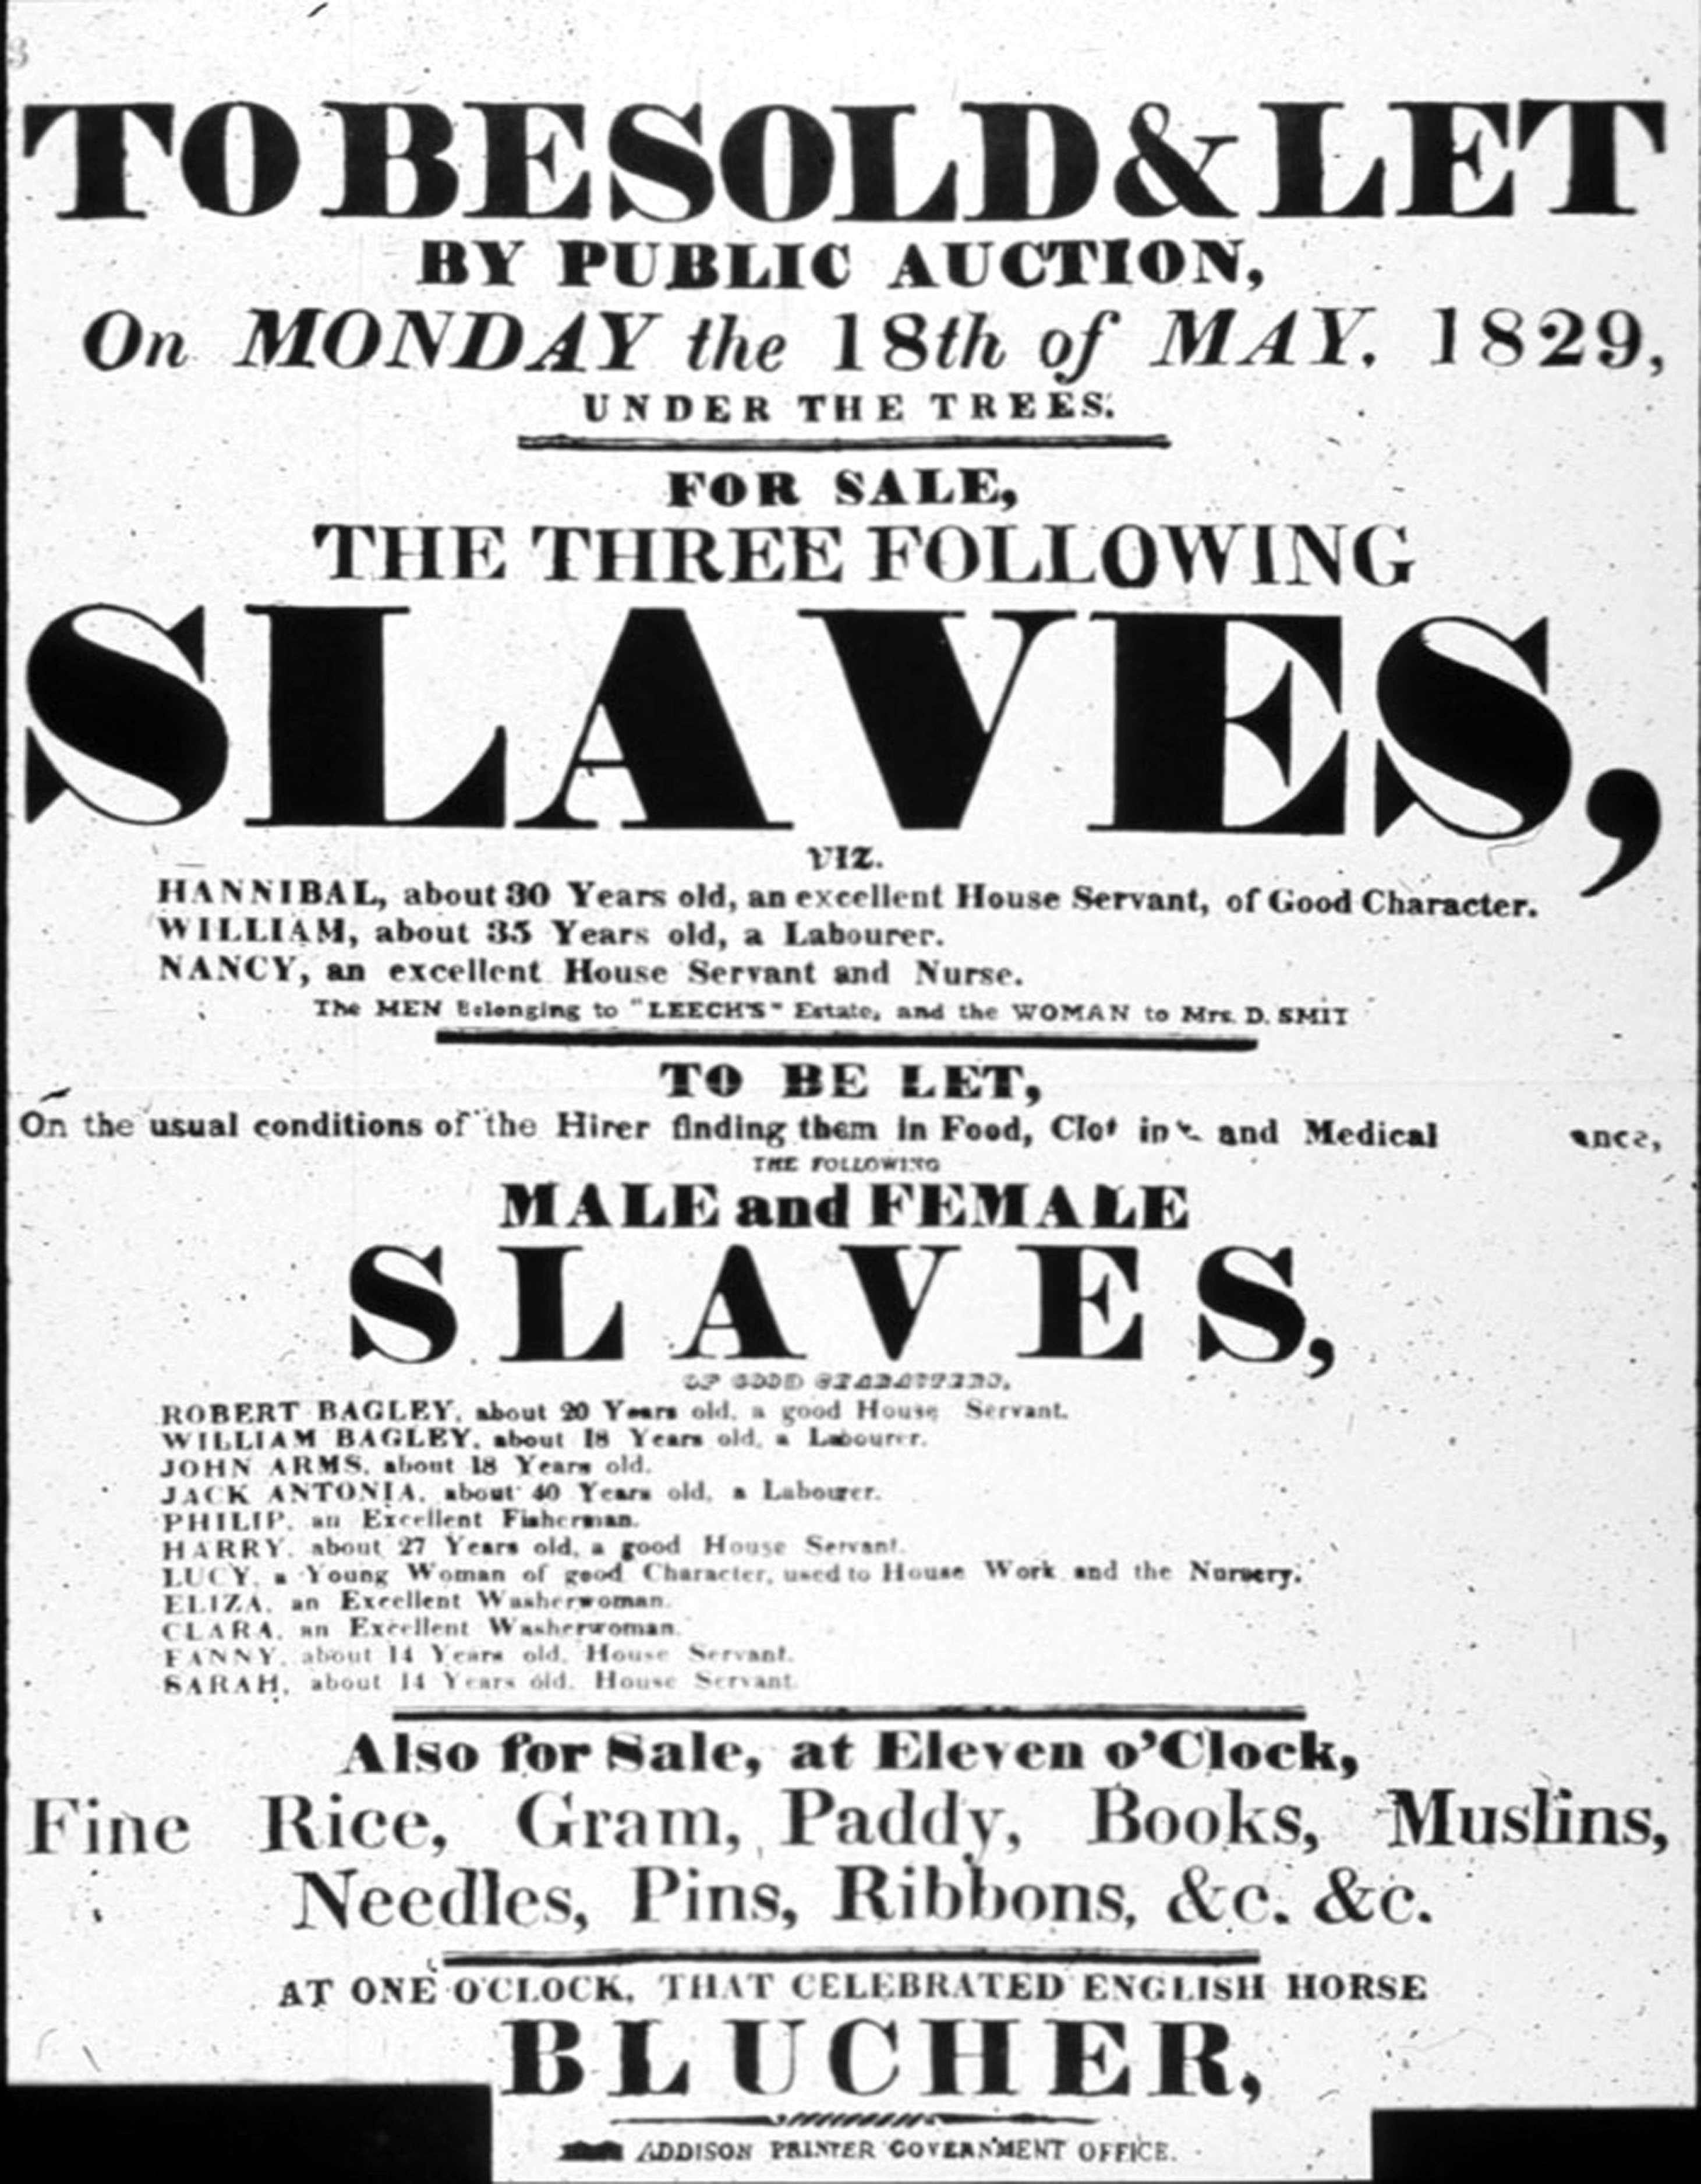 TO BE SOLD & LET
BY PUBLIC AUCTION,
On MONDAY the 18th of MAY. 1829,
UNDER THE TREES.
FOR SALE,
THE THREE FOLLOWING
SLAVES,
VIZ.
HANNIBAL, about 30 Years old, an excellent House Servant, of Good Character.
WILLIAM, about 35 Years old, a Labourer.
NANCY, an excellent House Servant and Nurse.
The MEN Belonging to "LEECH'S" Estate, and the WOMAN to Mrs. D. SMIT
TO BE LET,
On the usual conditions of the Hirer finding them in Food, and Medical
THE FOLLOWING
MALE and FEMALE
SLAVES,
OF GOOD CHARACTERS,
ROBERT BAGLEY, about 20 Years old, a good House Servant.
WILLIAM BAGLEY, about 18 Years old, a Labourer.
JOHN ARMS, about 18 Years old.
JACK ANTONIA, about 40 Years old, a Labourer.
PHILIP, an Excellent Fisherman.
HARRY, about 27 Years old, a good House Servant.
LUCY, a Young Woman of good Character, used to House Work and the Nursery.
ELIZA, an Excellent Washerwoman.
CLARA, an Excellent Washerwoman.
FANNY, about 14 Years old, House Servant.
SARAH, about 14 Years old, House Servant.
Also for Sale, at Eleven o'Clock,
Fine Rice, Gram, Paddy, Books, Muslins,
Needles, Pins, Ribbons, &c. &c.
AT ONE O'CLOCK, THAT CELEBRATED ENGLISH HORSE
BLUCHER,
ADDISON PRINTER GOVERNMENT OFFICE.